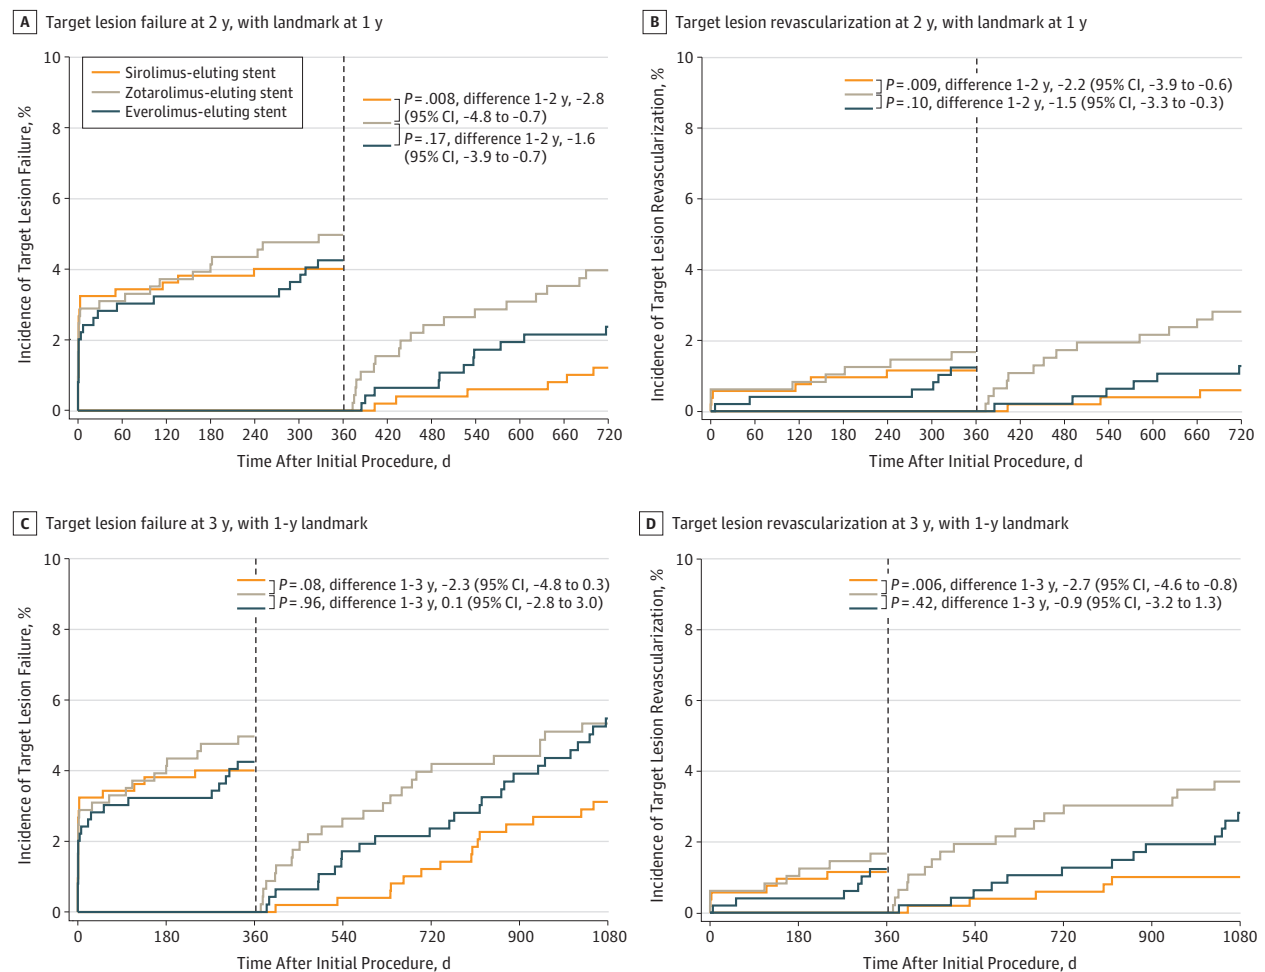 A Target lesion failure at 2 y, with landmark at 1 y
Incidence of Target Lesion Failure, %
10
8
6
4
2
0
Sirolimus-eluting stent
Zotarolimus-eluting stent
Everolimus-eluting stent
P = .008, difference 1-2 y, -2.8
(95% CI, -4.8 to -0.7)
P = .17, difference 1-2 y, -1.6
(95% CI, -3.9 to -0.7)
0 60 120 180 240 300 360 420 480 540 600 660 720
Time After Initial Procedure, d
B Target lesion revascularization at 2 y, with landmark at 1 y
Incidence of Target Lesion Revascularization, %
10
8
6
4
2
0
P = .009, difference 1-2 y, -2.2 (95% CI, -3.9 to -0.6)
P = .10, difference 1-2 y, -1.5 (95% CI, -3.3 to -0.3)
0 60 120 180 240 300 360 420 480 540 600 660 720
Time After Initial Procedure, d
C Target lesion failure at 3 y, with 1-y landmark
Incidence of Target Lesion Failure, %
10
8
6
4
2
0
P = .08, difference 1-3 y, -2.3 (95% CI, -4.8 to 0.3)
P = .96, difference 1-3 y, 0.1 (95% CI, -2.8 to 3.0)
0 180 360 540 720 900 1080
Time After Initial Procedure, d
D Target lesion revascularization at 3 y, with 1-y landmark
Incidence of Target Lesion Revascularization, %
10
8
6
4
2
0
P = .006, difference 1-3 y, -2.7 (95% CI, -4.6 to -0.8)
P = .42, difference 1-3 y, -0.9 (95% CI, -3.2 to 1.3)
0 180 360 540 720 900 1080
Time After Initial Procedure, d